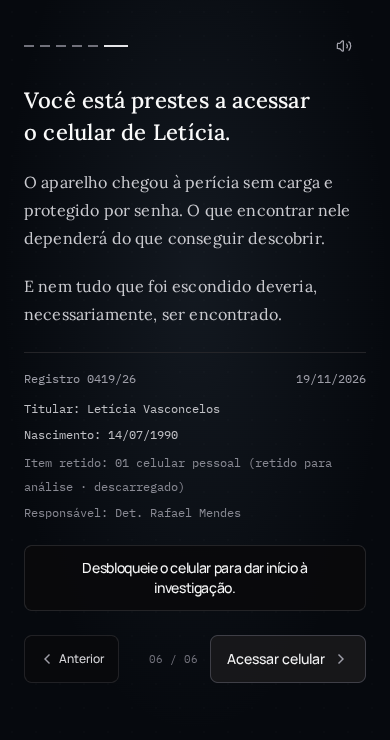 Você está prestes a acessar
o celular de Letícia.
O aparelho chegou à perícia sem carga e
protegido por senha. O que encontrar nele
dependerá do que conseguir descobrir.
E nem tudo que foi escondido deveria,
necessariamente, ser encontrado.
Registro 0419/26 19/11/2026
Titular: Letícia Vasconcelos
Nascimento: 14/07/1990
Item retido: 01 celular pessoal (retido para
análise · descarregado)
Responsável: Det. Rafael Mendes
Desbloqueie o celular para dar início à
investigação.
Anterior 06 / 06 Acessar celular